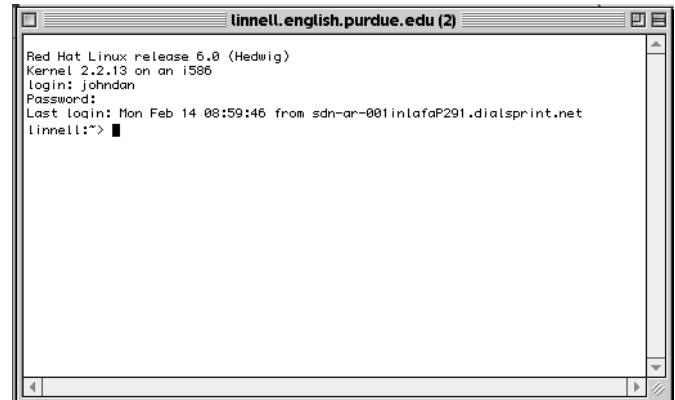 linnell.english.purdue.edu (2)
Red Hat Linux release 6.0 (Hedwig)
Kernel 2.2.13 on an i586
login: johndan
Password:
Last login: Mon Feb 14 08:59:46 from sdn-ar-001inlafaP291.dialsprint.net
linnell:~>